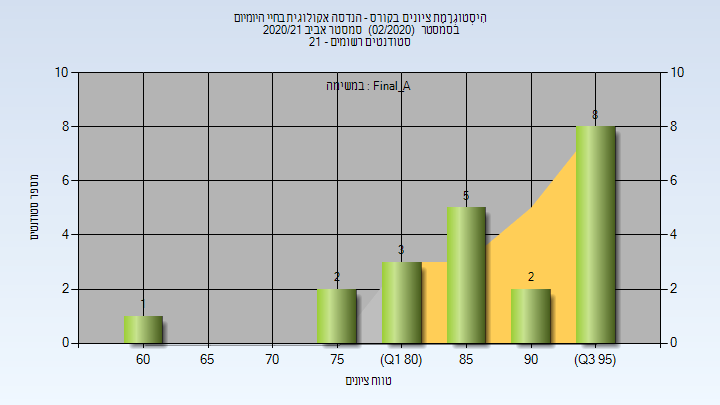 הִיסְטוֹגְרַמַת ציונים בקורס - הנדסה אקולוגית בחיי היומיום
בסמסטר (02/2020) סמסטר אביב 2020/21
סטודנטים רשומים - 21
במשימה : Final_A
מספר סטודנטים
10 10
8 8
6 6
4 4
2 2
0 0
1 2 3 5 2 8
60 65 70 75 (Q1 80) 85 90 (Q3 95)
טווח ציונים